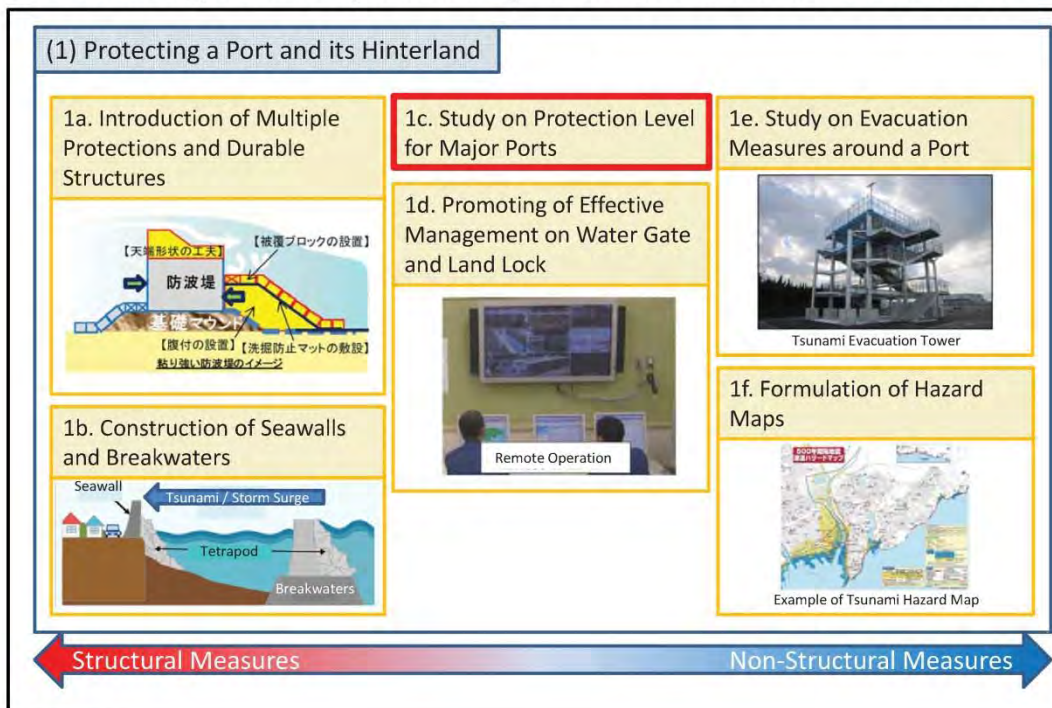 (1) Protecting a Port and its Hinterland
1a. Introduction of Multiple
Protections and Durable
Structures
【天端形状の工夫】
【被覆ブロックの設置】
防波堤
基礎マウンド
【腹付の設置】
【洗掘防止マットの敷設】
粘り強い防波堤のイメージ
1b. Construction of Seawalls
and Breakwaters
Seawall
Tsunami / Storm Surge
Tetrapod
Breakwaters
1c. Study on Protection Level
for Major Ports
1d. Promoting of Effective
Management on Water Gate
and Land Lock
Remote Operation
1e. Study on Evacuation
Measures around a Port
Tsunami Evacuation Tower
1f. Formulation of Hazard
Maps
Example of Tsunami Hazard Map
Structural Measures
Non-Structural Measures